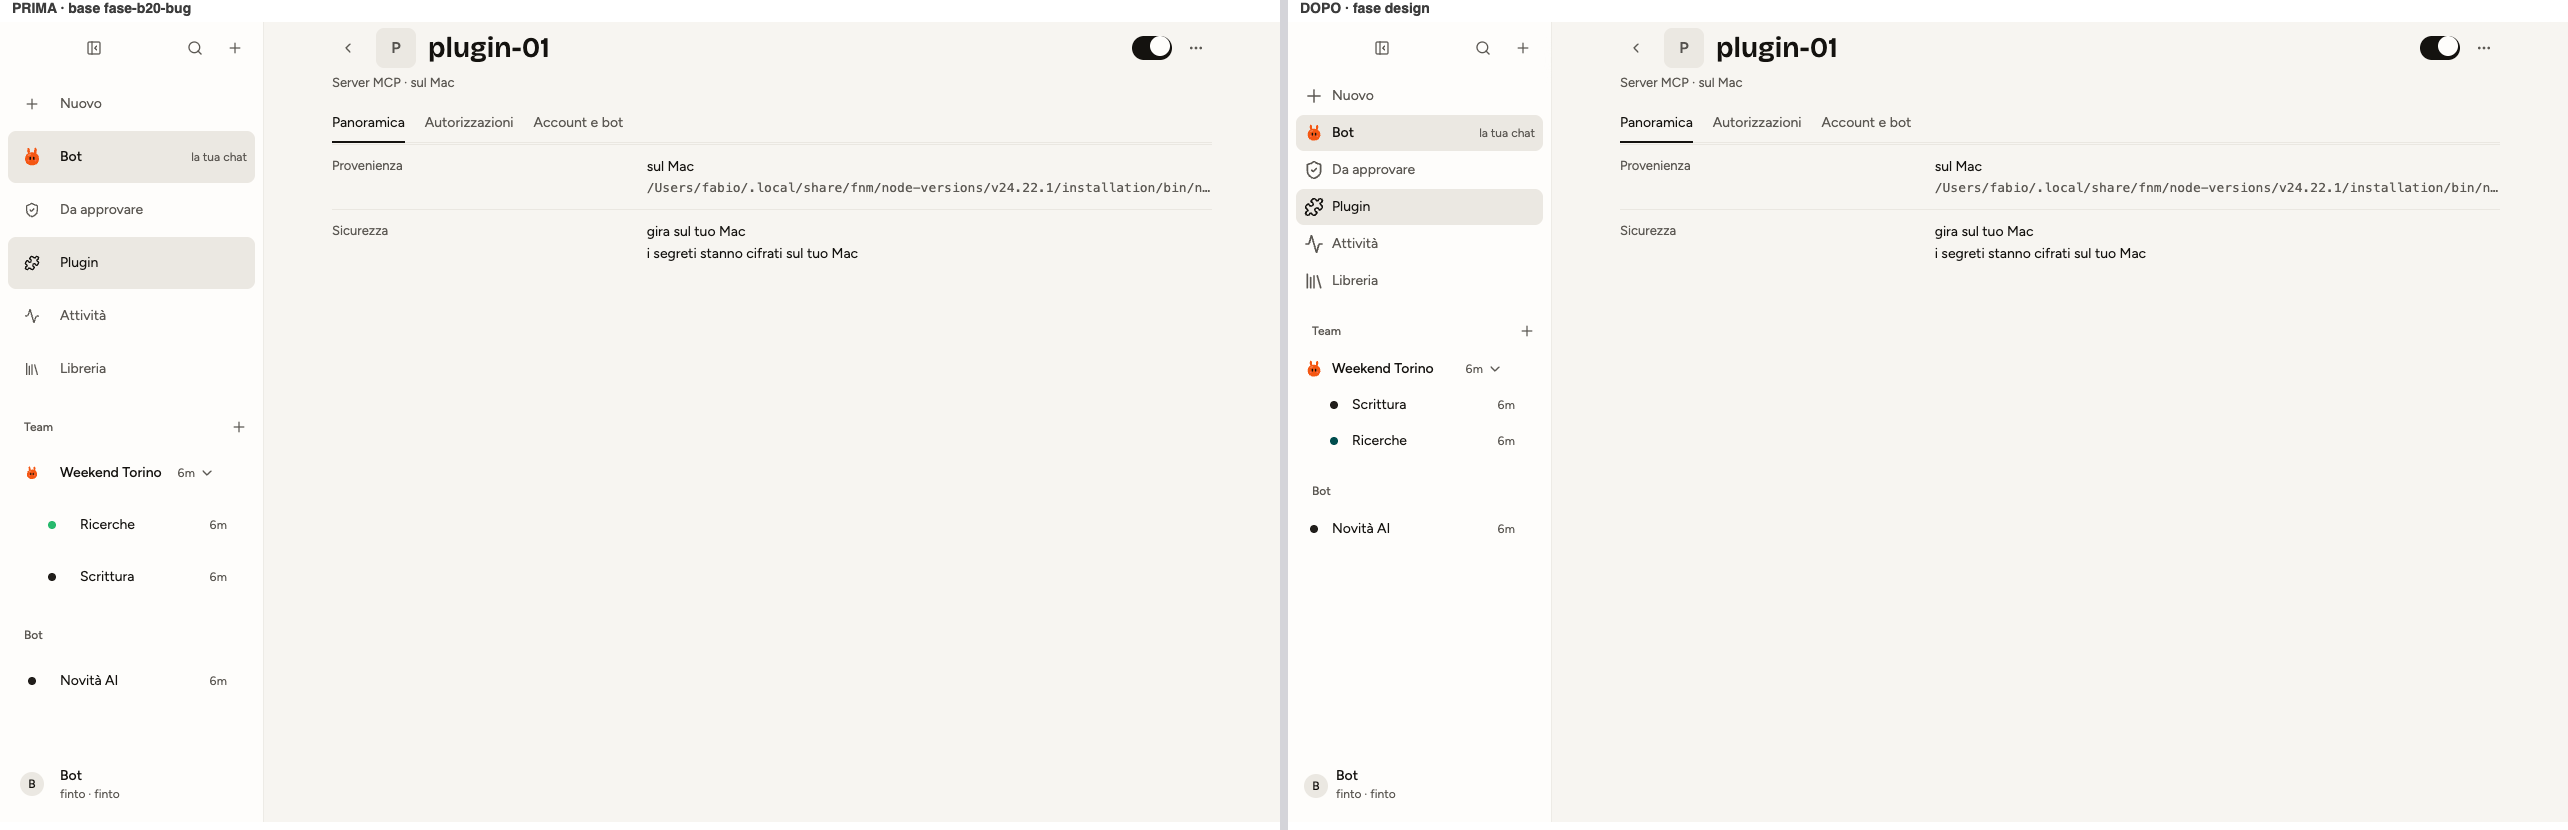 PRIMA · base fase-b20-bug
P plugin-01
Server MCP · sul Mac
Nuovo
Bot la tua chat
Da approvare
Plugin
Attività
Libreria
Team
Weekend Torino 6m
Ricerche 6m
Scrittura 6m
Bot
Novità AI 6m
B Bot
finto · finto
Panoramica Autorizzazioni Account e bot
Provenienza sul Mac
/Users/fabio/.local/share/fnm/node-versions/v24.22.1/installation/bin/n…
Sicurezza gira sul tuo Mac
i segreti stanno cifrati sul tuo Mac
DOPO · fase design
P plugin-01
Server MCP · sul Mac
Nuovo
Bot la tua chat
Da approvare
Plugin
Attività
Libreria
Team
Weekend Torino 6m
Scrittura 6m
Ricerche 6m
Bot
Novità AI 6m
B Bot
finto · finto
Panoramica Autorizzazioni Account e bot
Provenienza sul Mac
/Users/fabio/.local/share/fnm/node-versions/v24.22.1/installation/bin/n…
Sicurezza gira sul tuo Mac
i segreti stanno cifrati sul tuo Mac